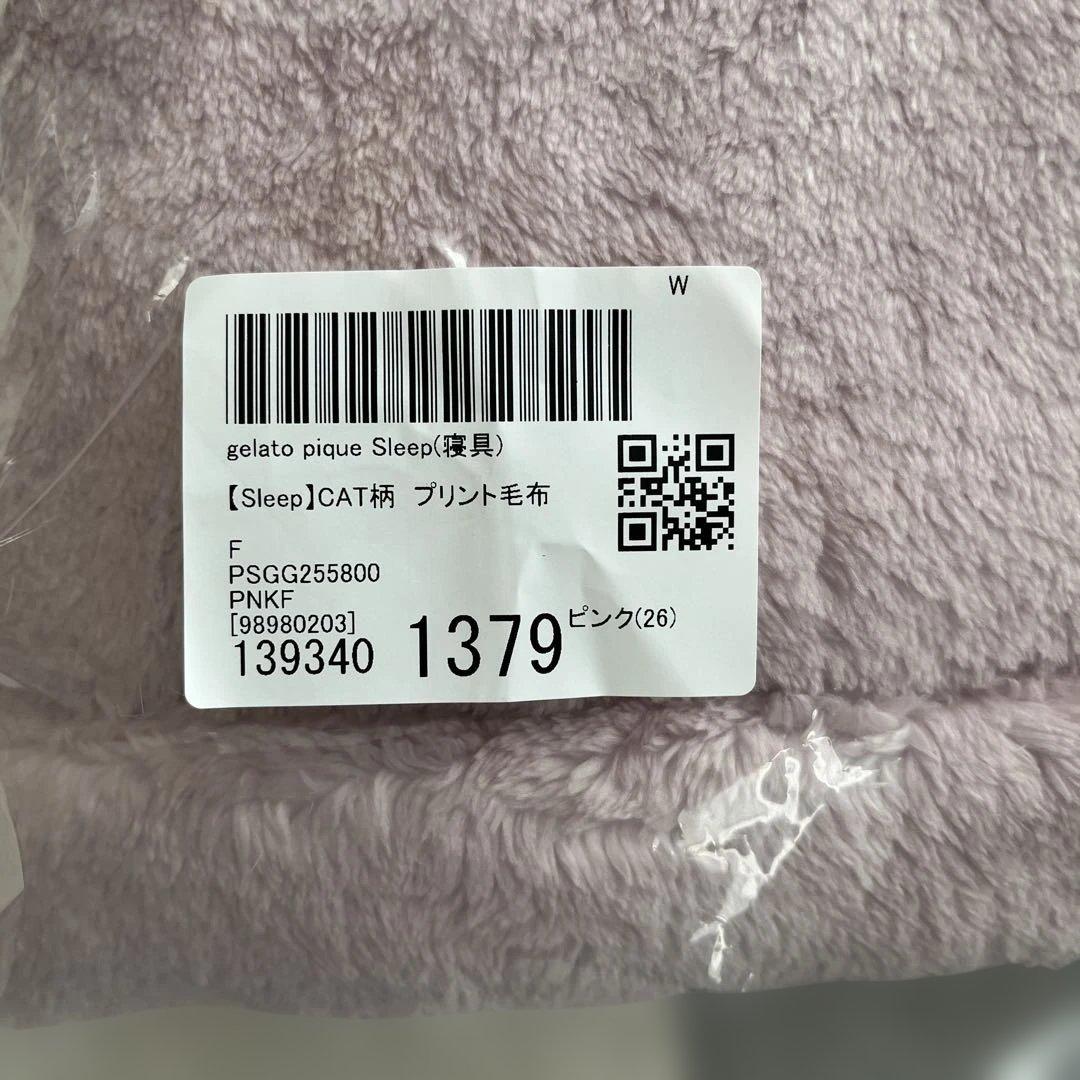 W
gelato pique Sleep(寝具)
【Sleep】CAT柄 プリント毛布
F
PSGG255800
PNKF
[98980203]
139340 1379 ピンク(26)